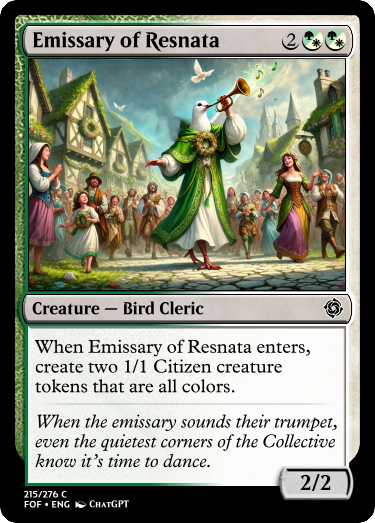 Emissary of Resnata 2
Creature — Bird Cleric
When Emissary of Resnata enters,
create two 1/1 Citizen creature
tokens that are all colors.
When the emissary sounds their trumpet,
even the quietest corners of the Collective
know it's time to dance.
2/2
215/276 C
FOF • ENG ChatGPT